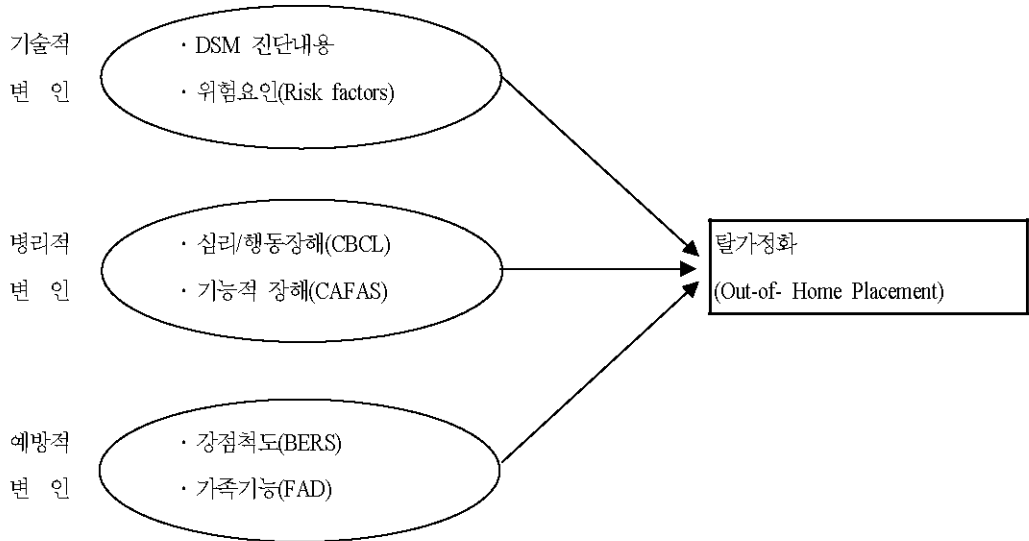 기술적
변 인
· DSM 진단내용
· 위험요인(Risk factors)
병리적
변 인
· 심리/행동장해(CBCL)
· 기능적 장해(CAFAS)
탈가정화
(Out-of- Home Placement)
예방적
변 인
· 강점척도(BERS)
· 가족기능(FAD)